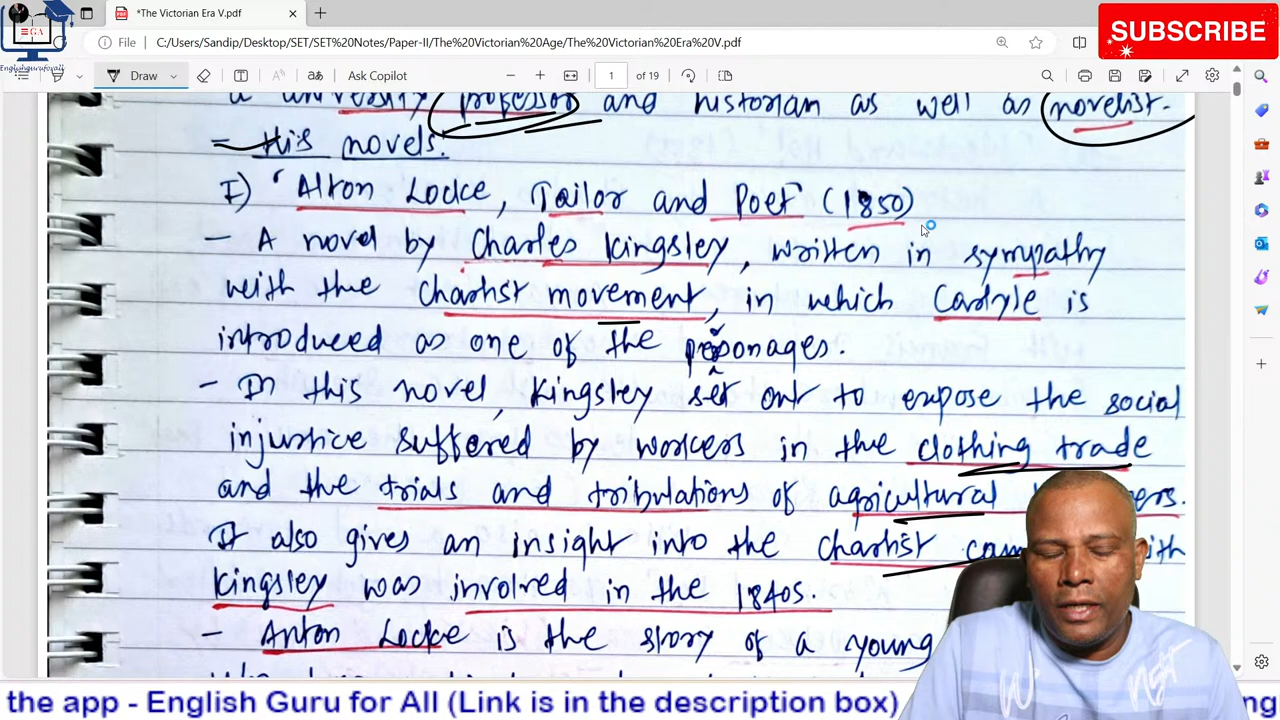 *The Victorian Era V.pdf
SUBSCRIBE
EGA
Englishguruforall
File C:/Users/Sandip/Desktop/SET/SET%20Notes/Paper-II/The%20Victorian%20Age/The%20Victorian%20Era%20V.pdf
Draw Ask Copilot 1 of 19
a university professor and historian as well as novelist.
- His novels.
I) 'Alton Locke, Tailor and Poet' (1850)
- A novel by Charles Kingsley, written in sympathy
with the Chartist movement, in which Carlyle is
introduced as one of the personages.
- In this novel, Kingsley set out to expose the social
injustice suffered by workers in the clothing trade
and the trials and tribulations of agricultural
It also gives an insight into the Chartist
Kingsley was involved in the 1840s.
- Anton Locke is the story of a young
the app - English Guru for All (Link is in the description box)